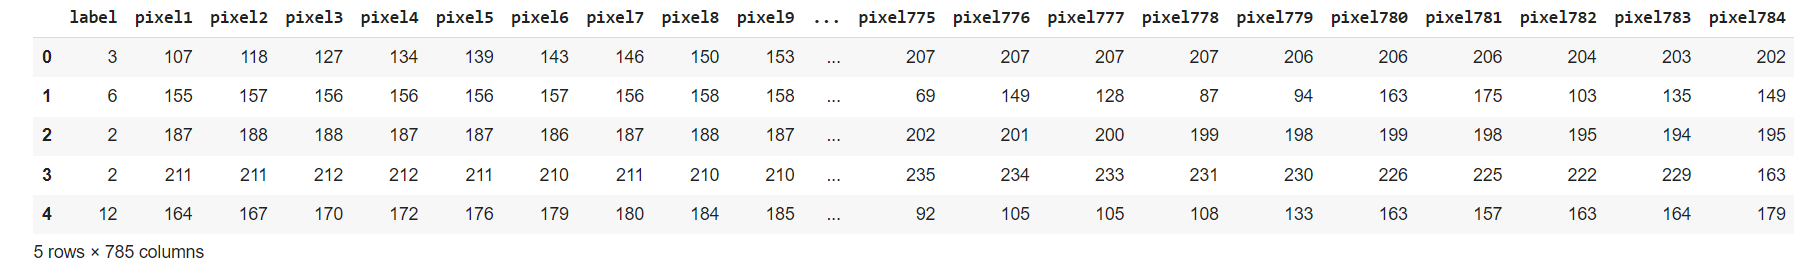 label pixel1 pixel2 pixel3 pixel4 pixel5 pixel6 pixel7 pixel8 pixel9 ... pixel775 pixel776 pixel777 pixel778 pixel779 pixel780 pixel781 pixel782 pixel783 pixel784
0 3 107 118 127 134 139 143 146 150 153 ... 207 207 207 207 206 206 206 204 203 202
1 6 155 157 156 156 156 157 156 158 158 ... 69 149 128 87 94 163 175 103 135 149
2 2 187 188 188 187 187 186 187 188 187 ... 202 201 200 199 198 199 198 195 194 195
3 2 211 211 212 212 211 210 211 210 210 ... 235 234 233 231 230 226 225 222 229 163
4 12 164 167 170 172 176 179 180 184 185 ... 92 105 105 108 133 163 157 163 164 179
5 rows × 785 columns